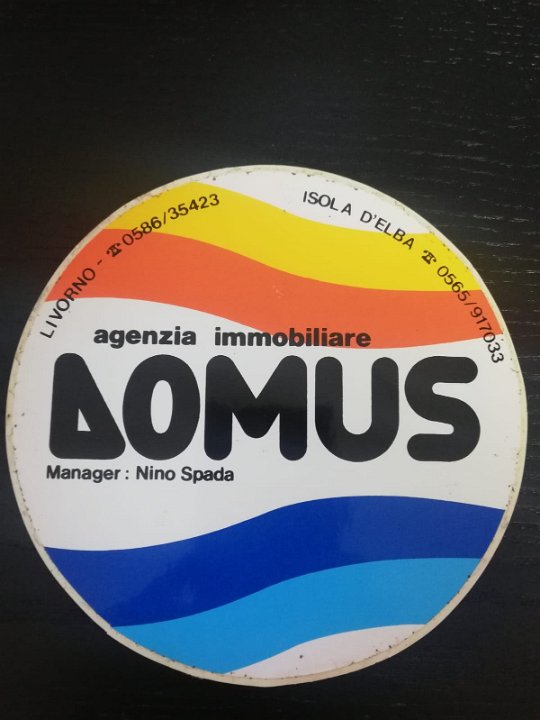 LIVORNO - ☎ 0586/35423
ISOLA D'ELBA ☎ 0565/917033
agenzia immobiliare
DOMUS
Manager : Nino Spada